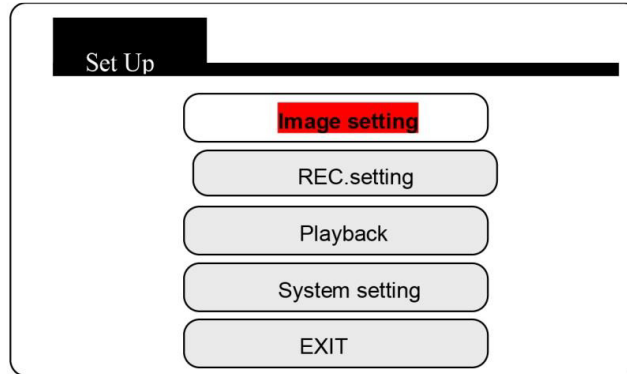 Set Up
Image setting
REC.setting
Playback
System setting
EXIT